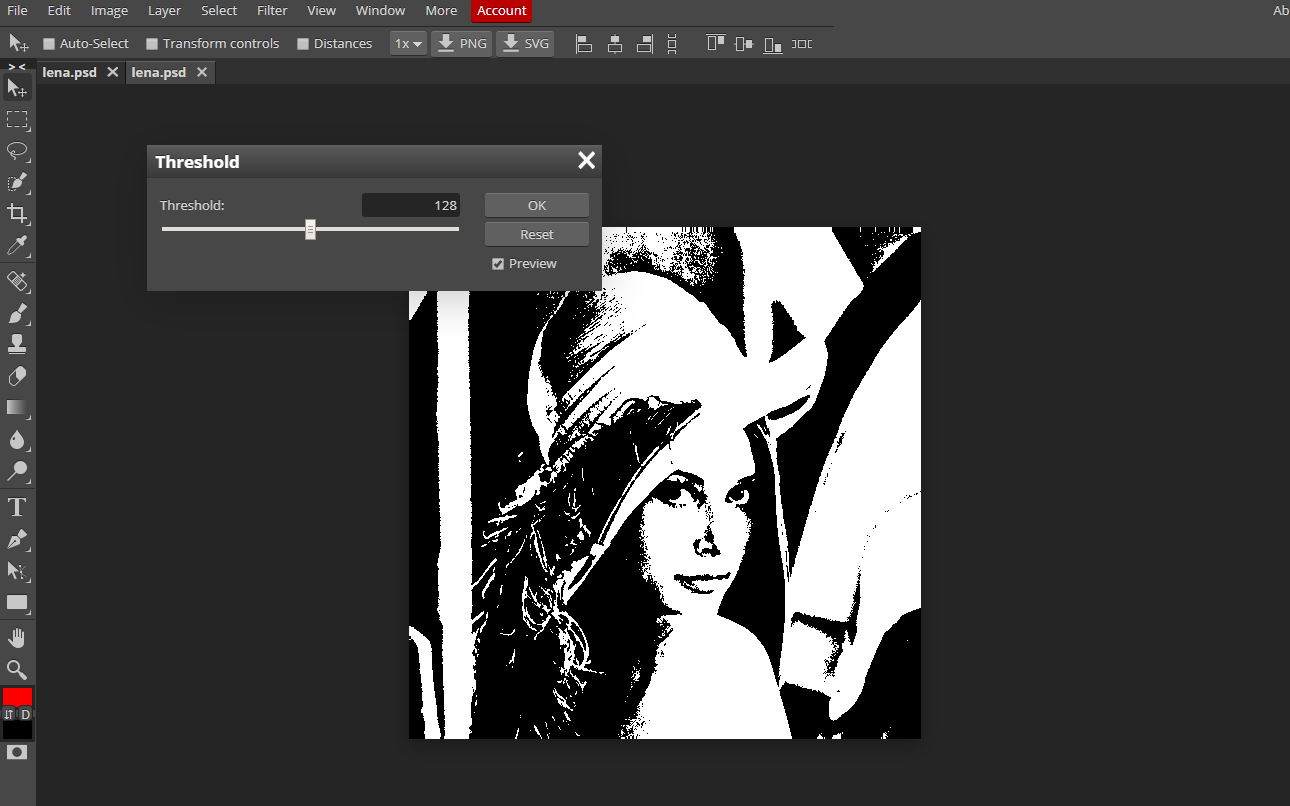 File Edit Image Layer Select Filter View Window More Account Ab
Auto-Select Transform controls Distances 1x PNG SVG
> <
lena.psd lena.psd
Threshold
Threshold: 128 OK
Reset
Preview
T
D